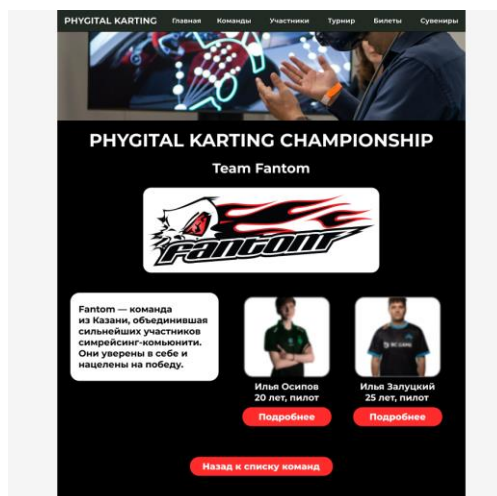 PHYGITAL KARTING Главная Команды Участники Турнир Билеты Сувениры
PHYGITAL KARTING CHAMPIONSHIP
Team Fantom
Fantom
Fantom — команда
из Казани, объединившая
сильнейших участников
симрейсинг-комьюнити.
Они уверены в себе и
нацелены на победу.
Илья Осипов
20 лет, пилот
Подробнее
Илья Залуцкий
25 лет, пилот
Подробнее
Назад к списку команд